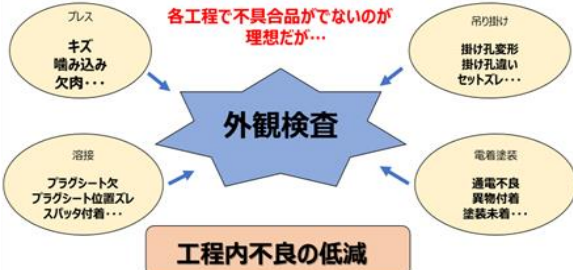 各工程で不具合品がでないのが
理想だが…
プレス
キズ
噛み込み
欠肉・・・
吊り掛け
掛け孔変形
掛け孔違い
セットズレ・・・
外観検査
溶接
プラグシート欠
プラグシート位置ズレ
スパッタ付着・・・
電着塗装
通電不良
異物付着
塗装未着・・・
工程内不良の低減